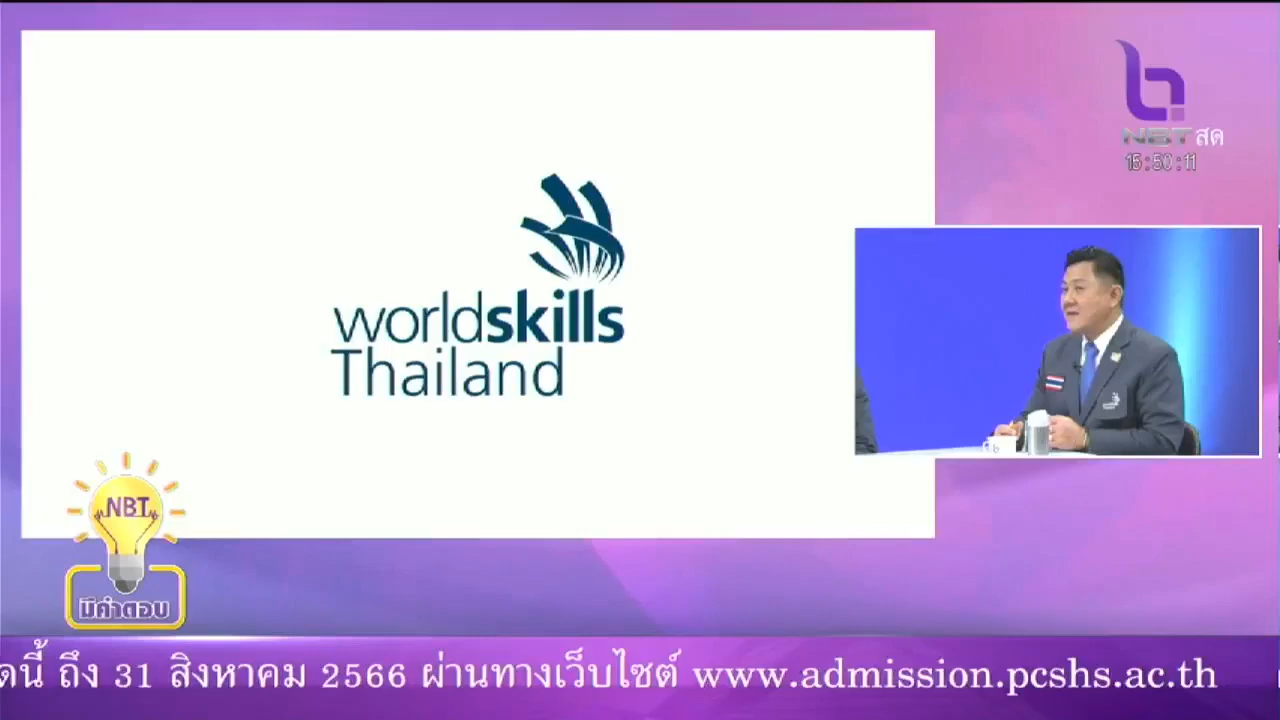 NBT สด
15:50:11
worldskills
Thailand
NBT
มีคำตอบ
ดนี้ ถึง 31 สิงหาคม 2566 ผ่านทางเว็บไซต์ www.admission.pcshs.ac.th